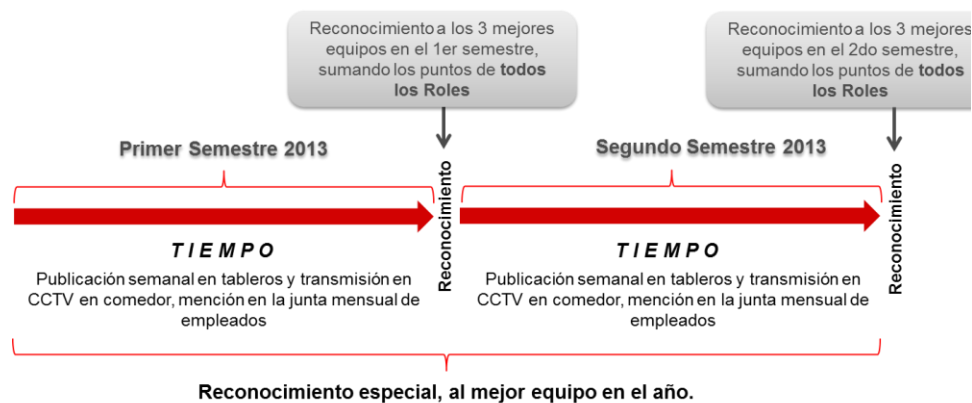 Reconocimiento a los 3 mejores
equipos en el 1er semestre,
sumando los puntos de todos
los Roles
Reconocimiento a los 3 mejores
equipos en el 2do semestre,
sumando los puntos de todos
los Roles
Primer Semestre 2013
Segundo Semestre 2013
Reconocimiento
Reconocimiento
TIEMPO
Publicación semanal en tableros y transmisión en
CCTV en comedor, mención en la junta mensual de
empleados
TIEMPO
Publicación semanal en tableros y transmisión en
CCTV en comedor, mención en la junta mensual de
empleados
Reconocimiento especial, al mejor equipo en el año.